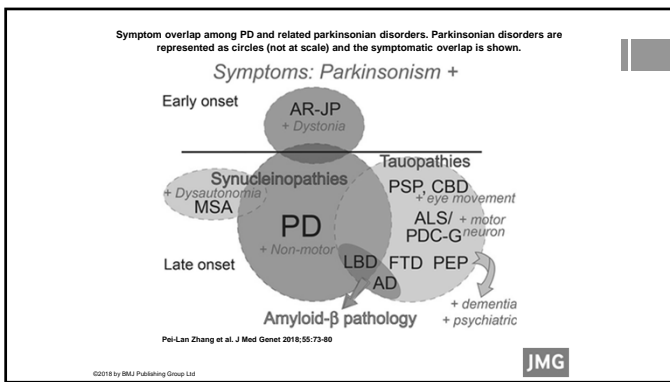 Symptom overlap among PD and related parkinsonian disorders. Parkinsonian disorders are
represented as circles (not at scale) and the symptomatic overlap is shown.
Symptoms: Parkinsonism +
Early onset
AR-JP
+ Dystonia
Tauopathies
Synucleinopathies
PSP, CBD
+ Dysautonomia
+ eye movement
MSA
PD
ALS/ + motor
PDC-G neuron
+ Non-motor
Late onset
LBD FTD PEP
AD
+ dementia
Amyloid-β pathology
+ psychiatric
Pei-Lan Zhang et al. J Med Genet 2018;55:73-80
JMG
©2018 by BMJ Publishing Group Ltd